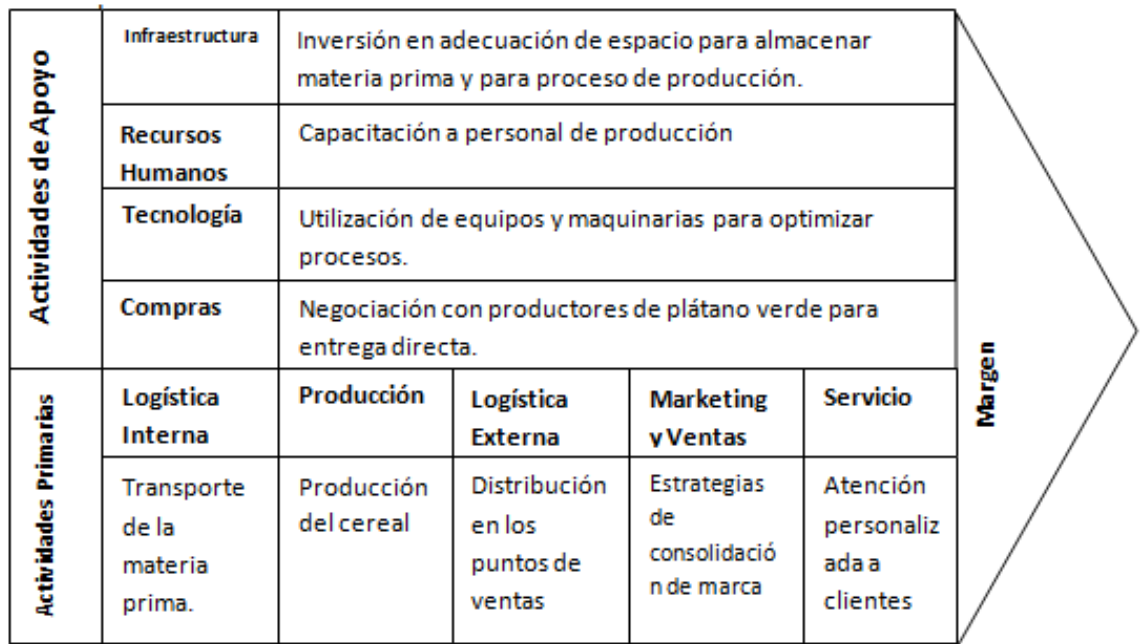 Actividades de Apoyo
Infraestructura
Inversión en adecuación de espacio para almacenar
materia prima y para proceso de producción.
Recursos
Humanos
Capacitación a personal de producción
Tecnología
Utilización de equipos y maquinarias para optimizar
procesos.
Compras
Negociación con productores de plátano verde para
entrega directa.
Margen
Actividades Primarias
Logística
Interna
Producción
Logística
Externa
Marketing
y Ventas
Servicio
Transporte
de la
materia
prima.
Producción
del cereal
Distribución
en los
puntos de
ventas
Estrategias
de
consolidació
n de marca
Atención
personaliz
ada a
clientes